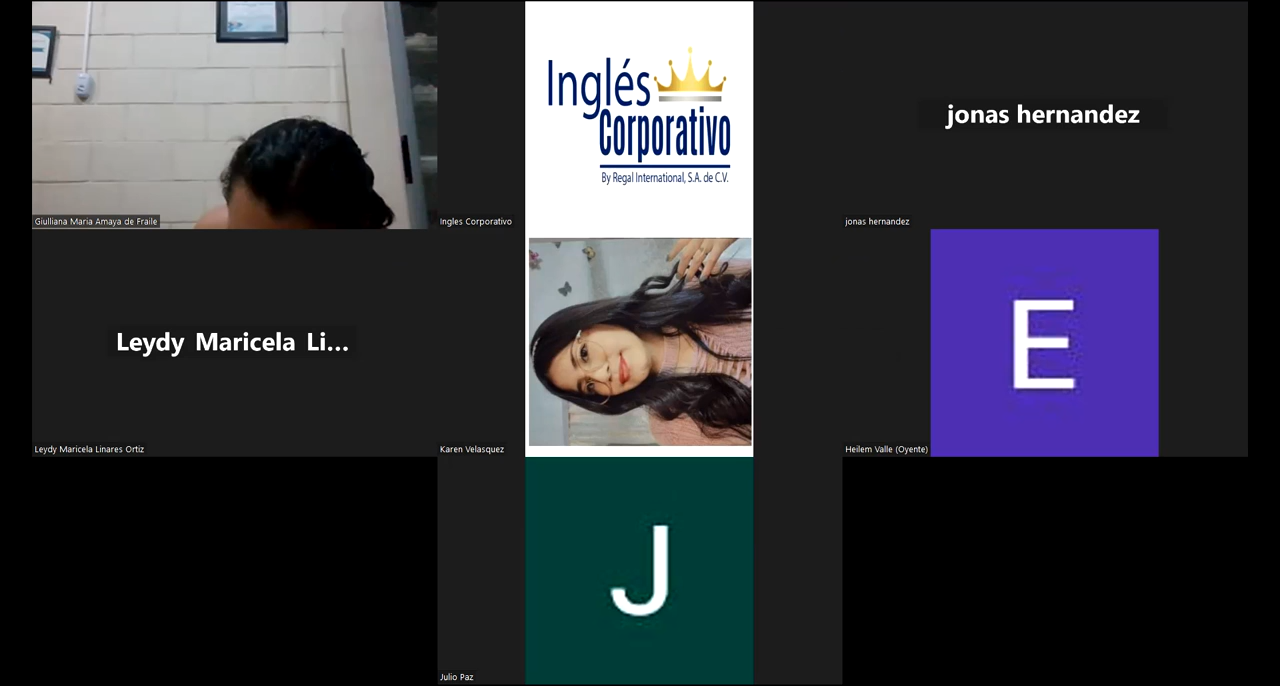 Inglés
Corporativo
By Regal International, S.A. de C.V.
jonas hernandez
Giulliana Maria Amaya de Fraile
Ingles Corporativo
jonas hernandez
Leydy Maricela Li...
E
Leydy Maricela Linares Ortiz
Karen Velasquez
Heilem Valle (Oyente)
J
Julio Paz